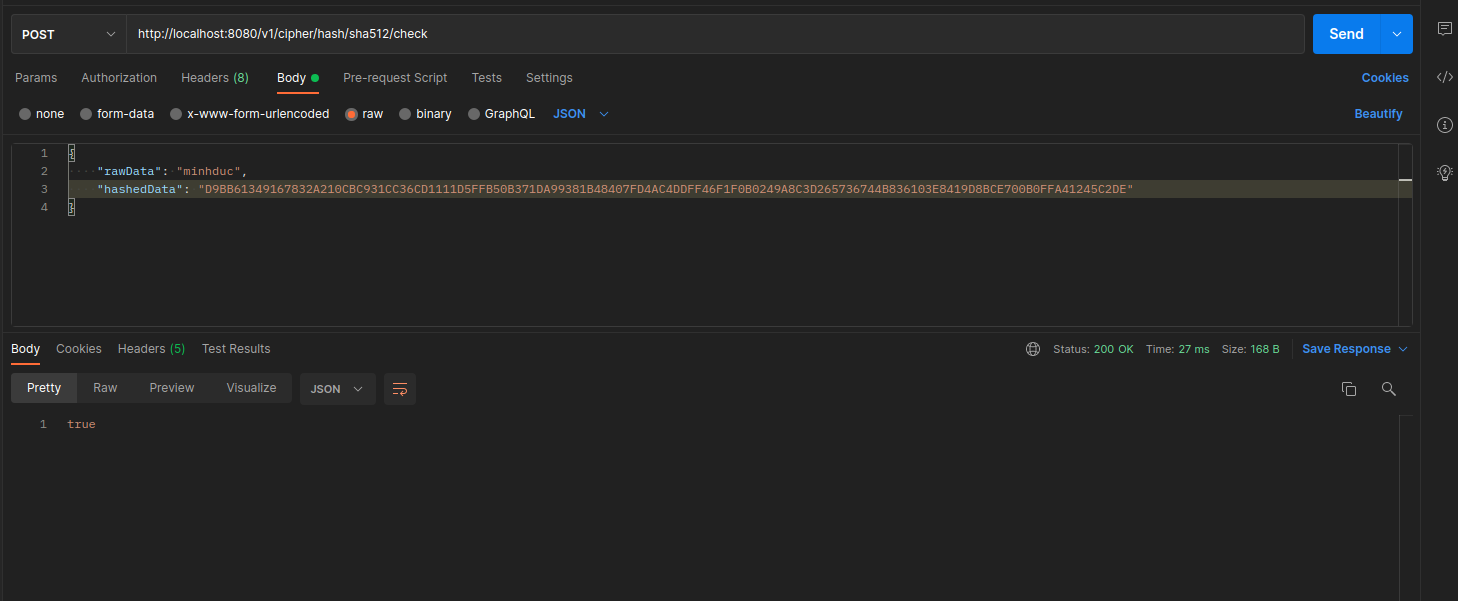 POST http://localhost:8080/v1/cipher/hash/sha512/check Send
Params Authorization Headers (8) Body Pre-request Script Tests Settings Cookies
none form-data x-www-form-urlencoded raw binary GraphQL JSON Beautify
1 {
2 "rawData": "minhduc",
3 "hashedData": "D9BB61349167832A210CBC931CC36CD1111D5FFB50B371DA99381B48407FD4AC4DDFF46F1F0B0249A8C3D265736744B836103E8419D8BCE700B0FFA41245C2DE"
4 }
Body Cookies Headers (5) Test Results Status: 200 OK Time: 27 ms Size: 168 B Save Response
Pretty Raw Preview Visualize JSON
1 true